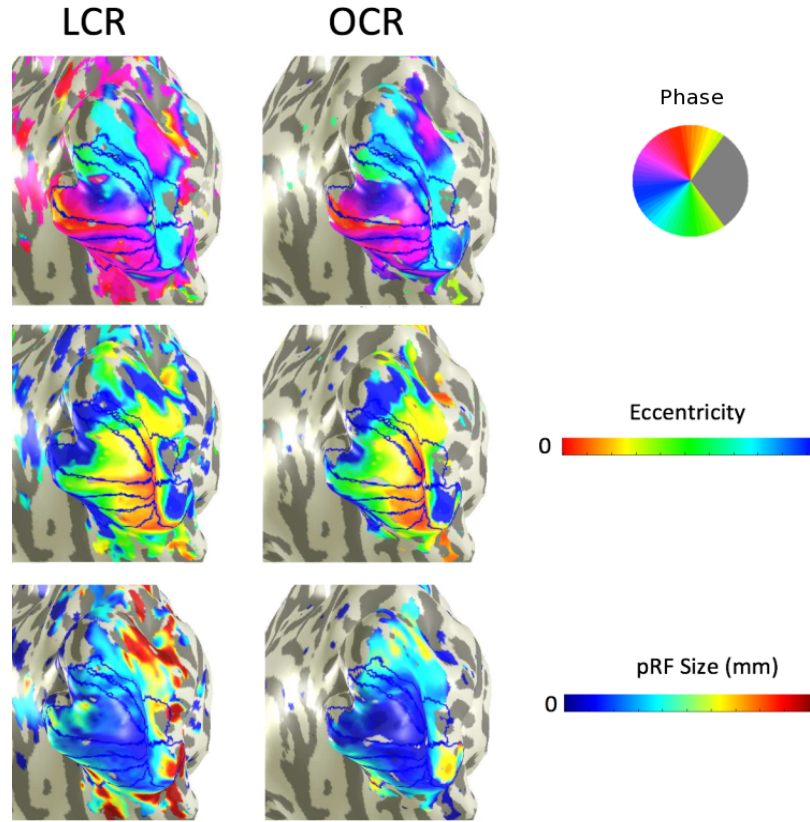 LCR OCR
Phase
Eccentricity
0
pRF Size (mm)
0